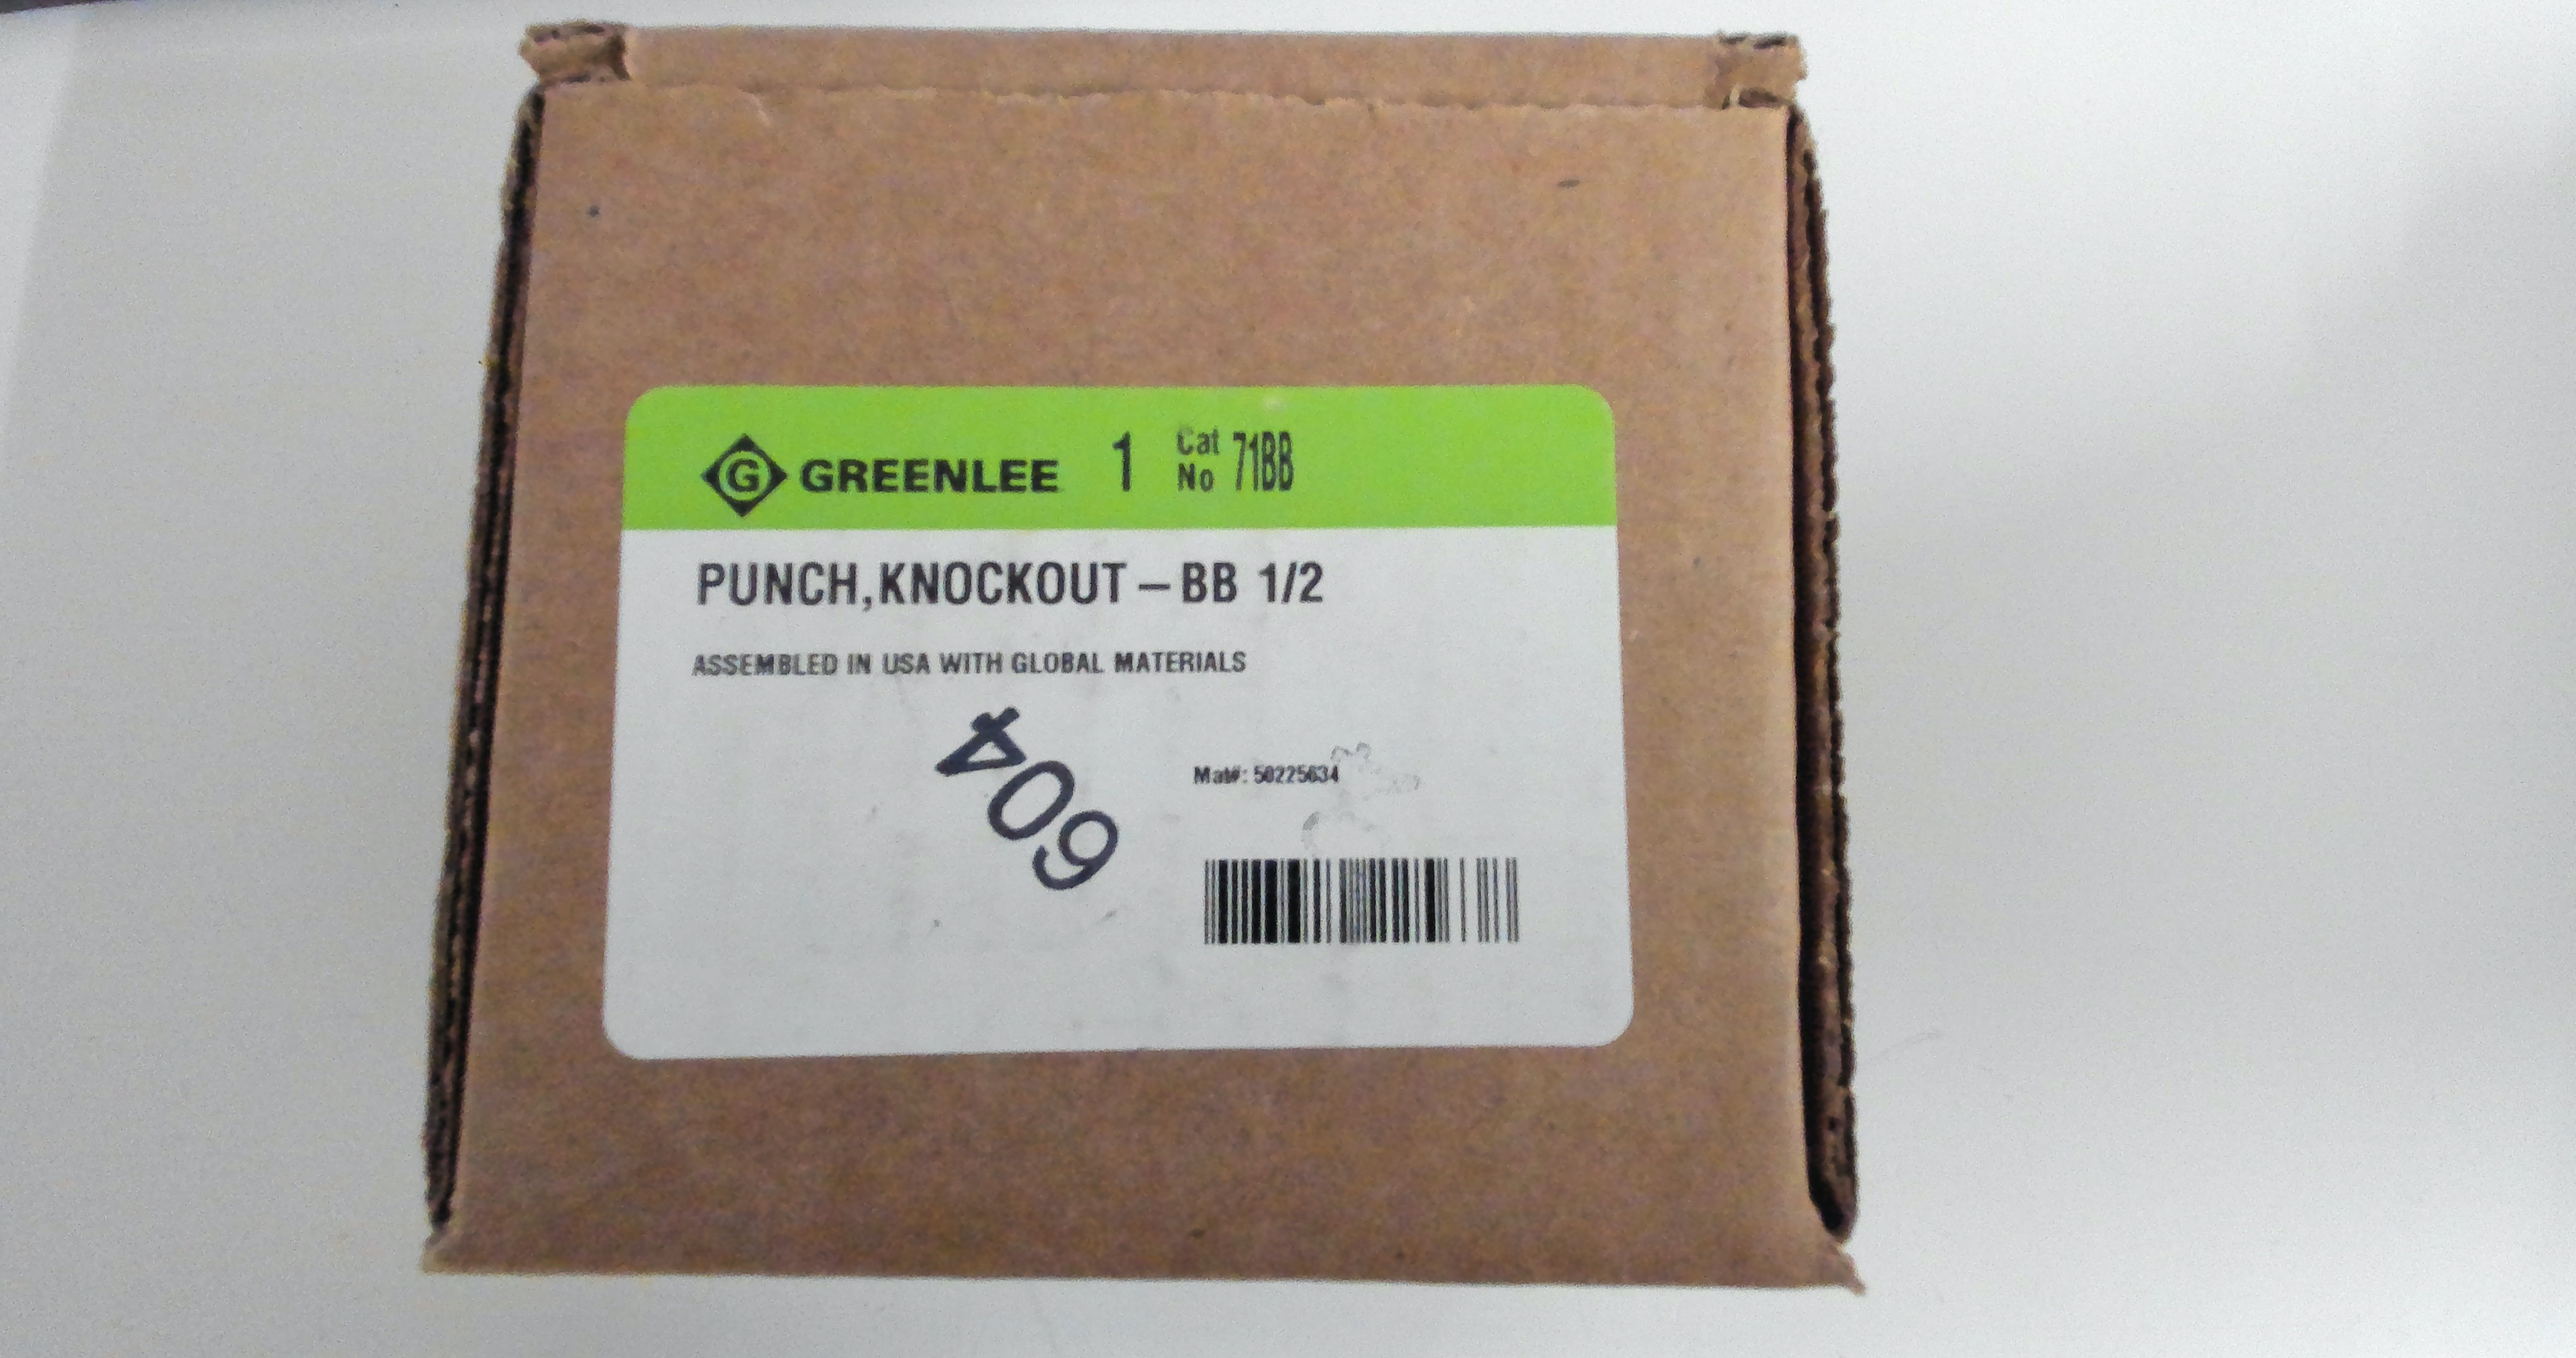 G GREENLEE 1 Cat No 71BB
PUNCH,KNOCKOUT – BB 1/2
ASSEMBLED IN USA WITH GLOBAL MATERIALS
604
Mat#: 50225634